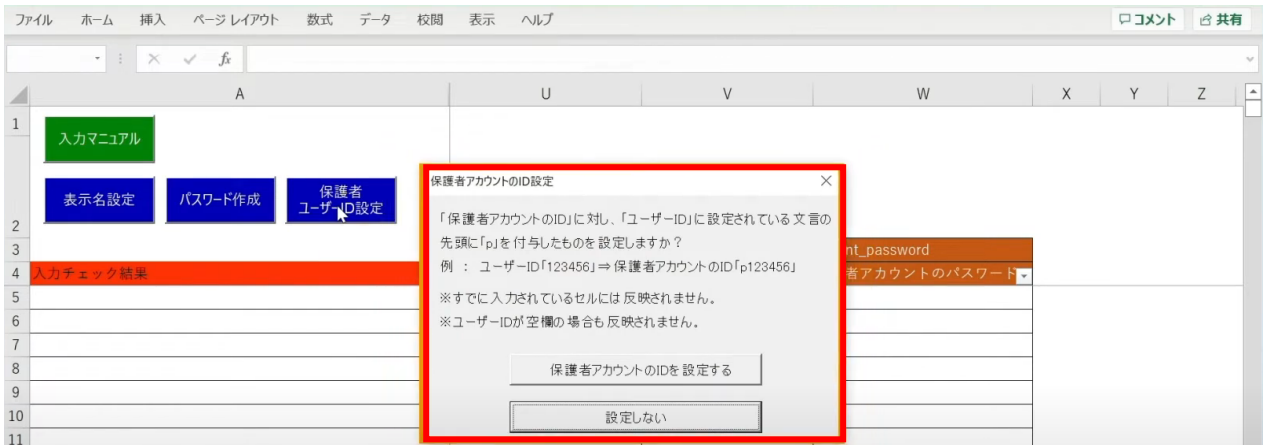 ファイル ホーム 挿入 ページ レイアウト 数式 データ 校閲 表示 ヘルプ コメント 共有
fx
A U V W X Y Z
1
入力マニュアル
表示名設定 パスワード作成 保護者
ユーザーID設定
2
保護者アカウントのID設定
「保護者アカウントのID」に対し、「ユーザーID」に設定されている文言の
先頭に「p」を付与したものを設定しますか？
例 ： ユーザーID「123456」⇒保護者アカウントのID「p123456」
※すでに入力されているセルには反映されません。
※ユーザーIDが空欄の場合も反映されません。
保護者アカウントのIDを設定する
設定しない
3 nt_password
4 入力チェック結果 者アカウントのパスワード
5
6
7
8
9
10
11